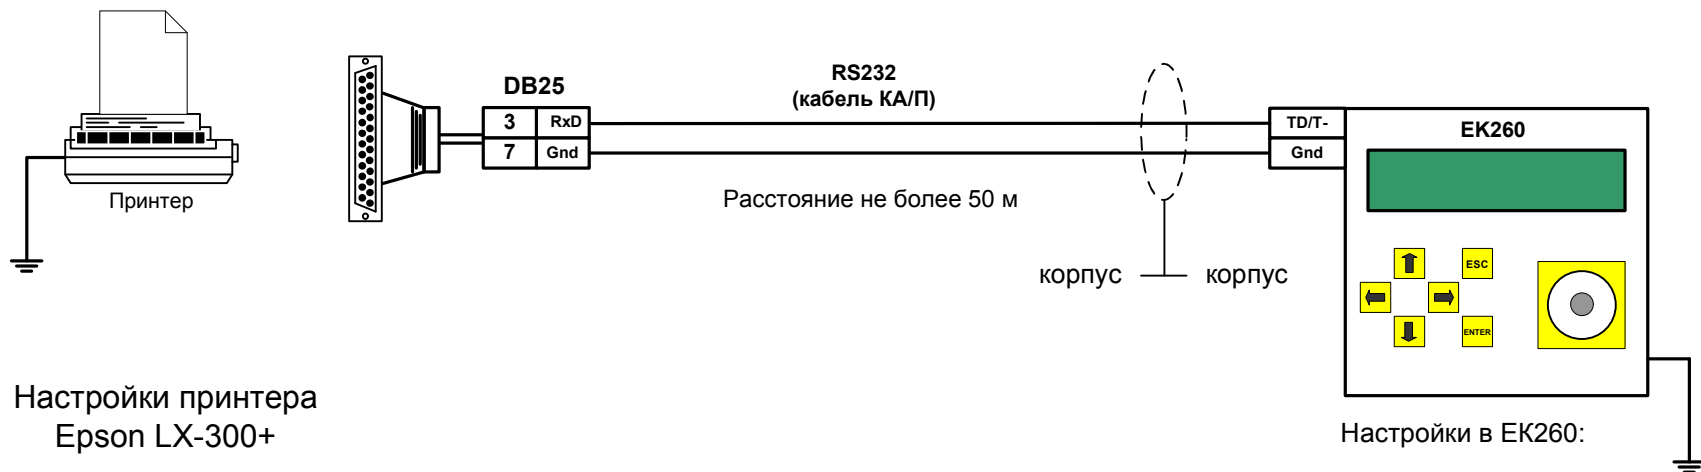 DB25
3 RxD
7 Gnd
RS232
(кабель КА/П)
TD/T-
Gnd
EK260
Принтер
Расстояние не более 50 м
корпус корпус
ESC
ENTER
Настройки принтера
Epson LX-300+
Настройки в ЕК260: